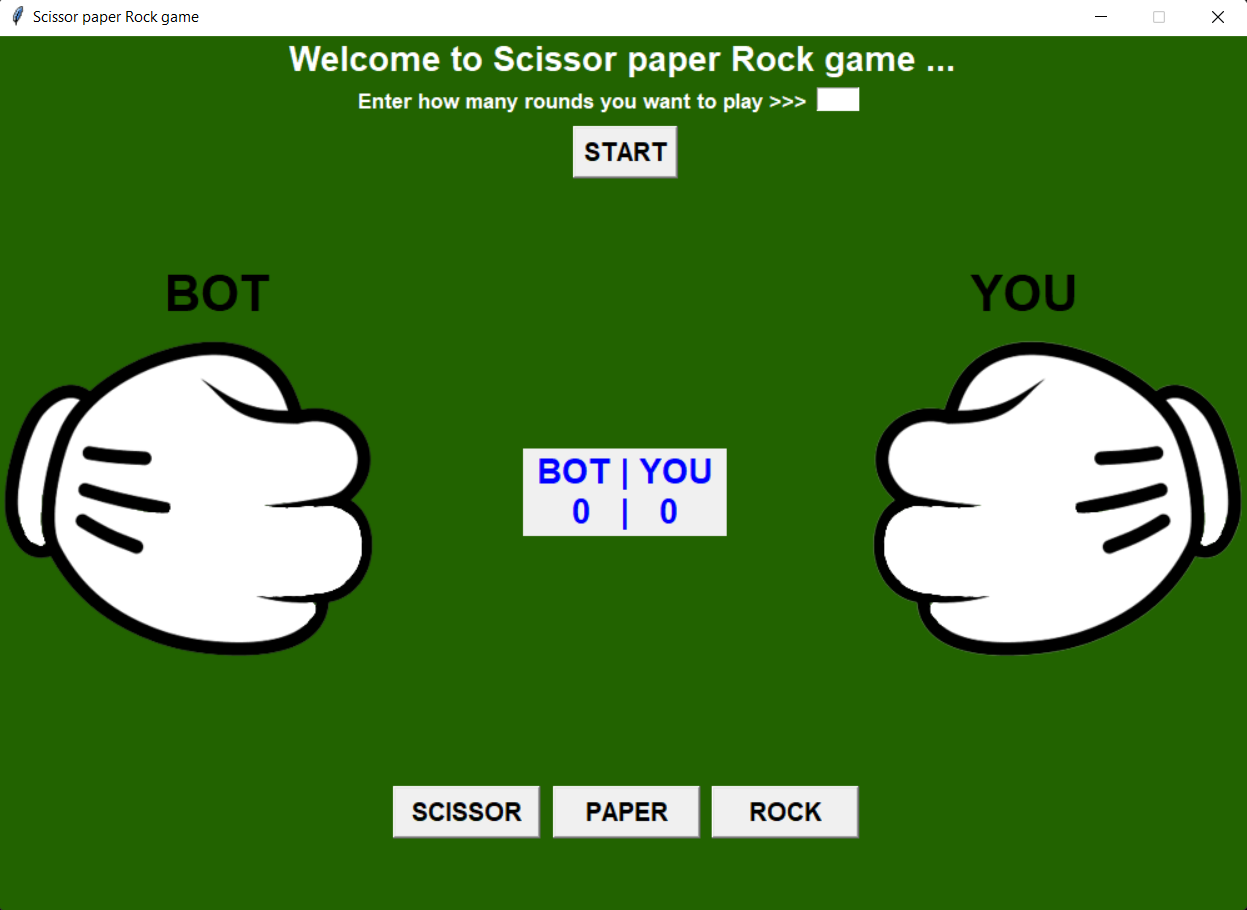 Scissor paper Rock game
Welcome to Scissor paper Rock game ...
Enter how many rounds you want to play >>>
START
BOT
YOU
BOT | YOU
0 | 0
SCISSOR
PAPER
ROCK